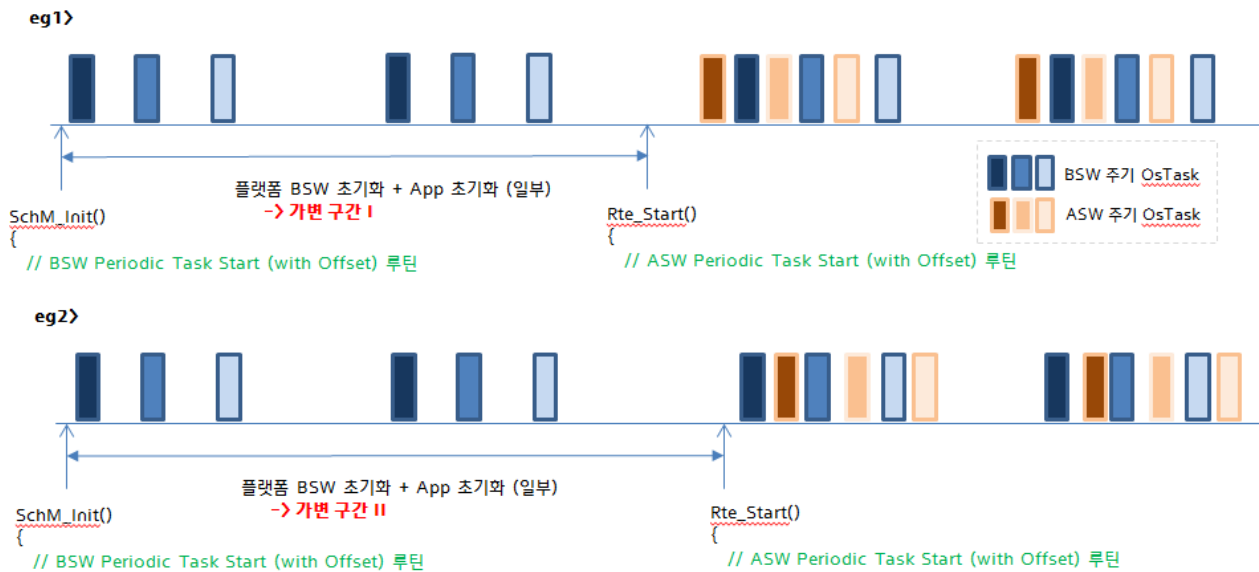 eg1>
플랫폼 BSW 초기화 + App 초기화 (일부)
-> 가변 구간 I
SchM_Init()
{
// BSW Periodic Task Start (with Offset) 루틴
Rte_Start()
{
// ASW Periodic Task Start (with Offset) 루틴
BSW 주기 OsTask
ASW 주기 OsTask
eg2>
플랫폼 BSW 초기화 + App 초기화 (일부)
-> 가변 구간 II
SchM_Init()
{
// BSW Periodic Task Start (with Offset) 루틴
Rte_Start()
{
// ASW Periodic Task Start (with Offset) 루틴